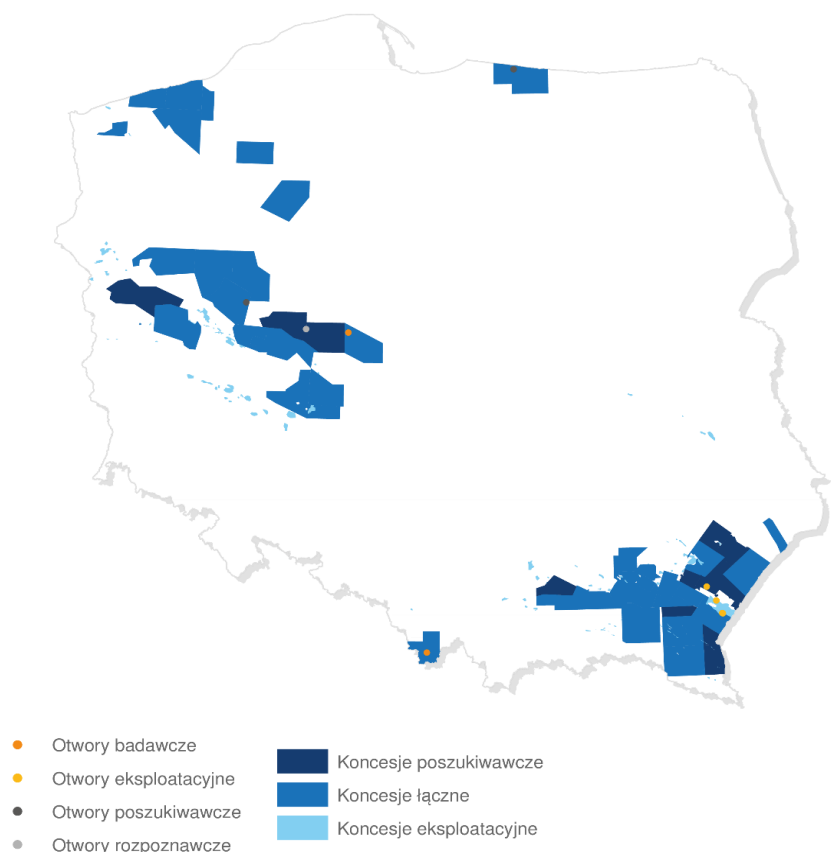 Otwory badawcze
Otwory eksploatacyjne
Otwory poszukiwawcze
Otwory rozpoznawcze
Koncesje poszukiwawcze
Koncesje łączne
Koncesje eksploatacyjne